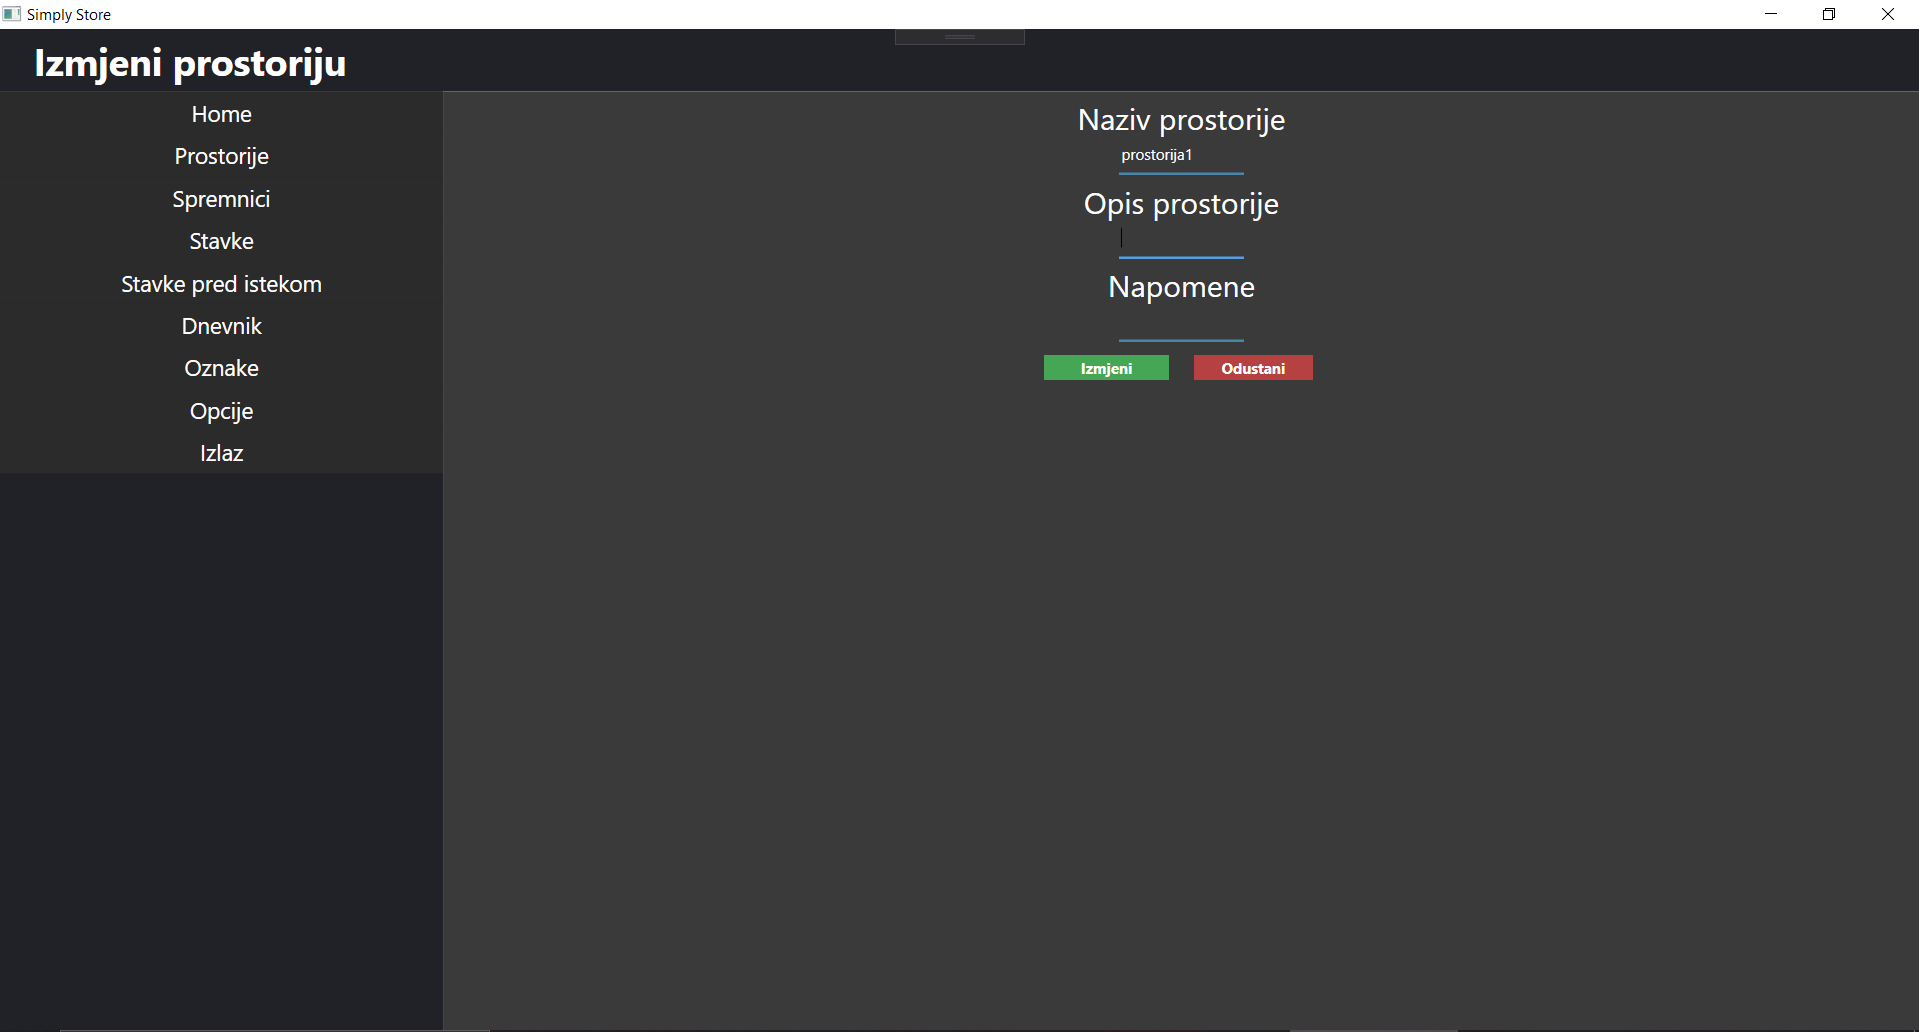 Simply Store
Izmjeni prostoriju
Home
Prostorije
Spremnici
Stavke
Stavke pred istekom
Dnevnik
Oznake
Opcije
Izlaz
Naziv prostorije
prostorija1
Opis prostorije
Napomene
Izmjeni Odustani